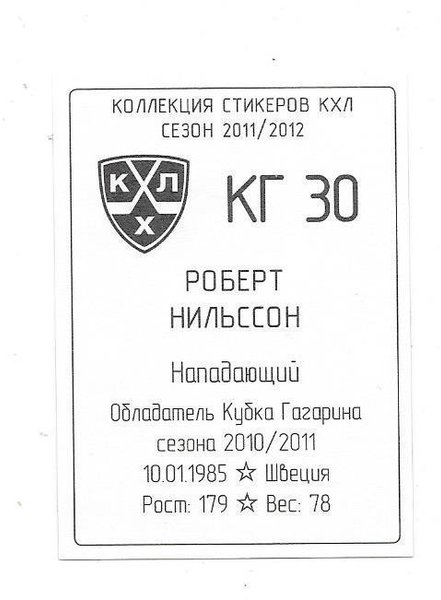 КОЛЛЕКЦИЯ СТИКЕРОВ КХЛ
СЕЗОН 2011/2012
КХЛ
КГ 30
РОБЕРТ
НИЛЬССОН
Нападающий
Обладатель Кубка Гагарина
сезона 2010/2011
10.01.1985 ☆ Швеция
Рост: 179 ☆ Вес: 78